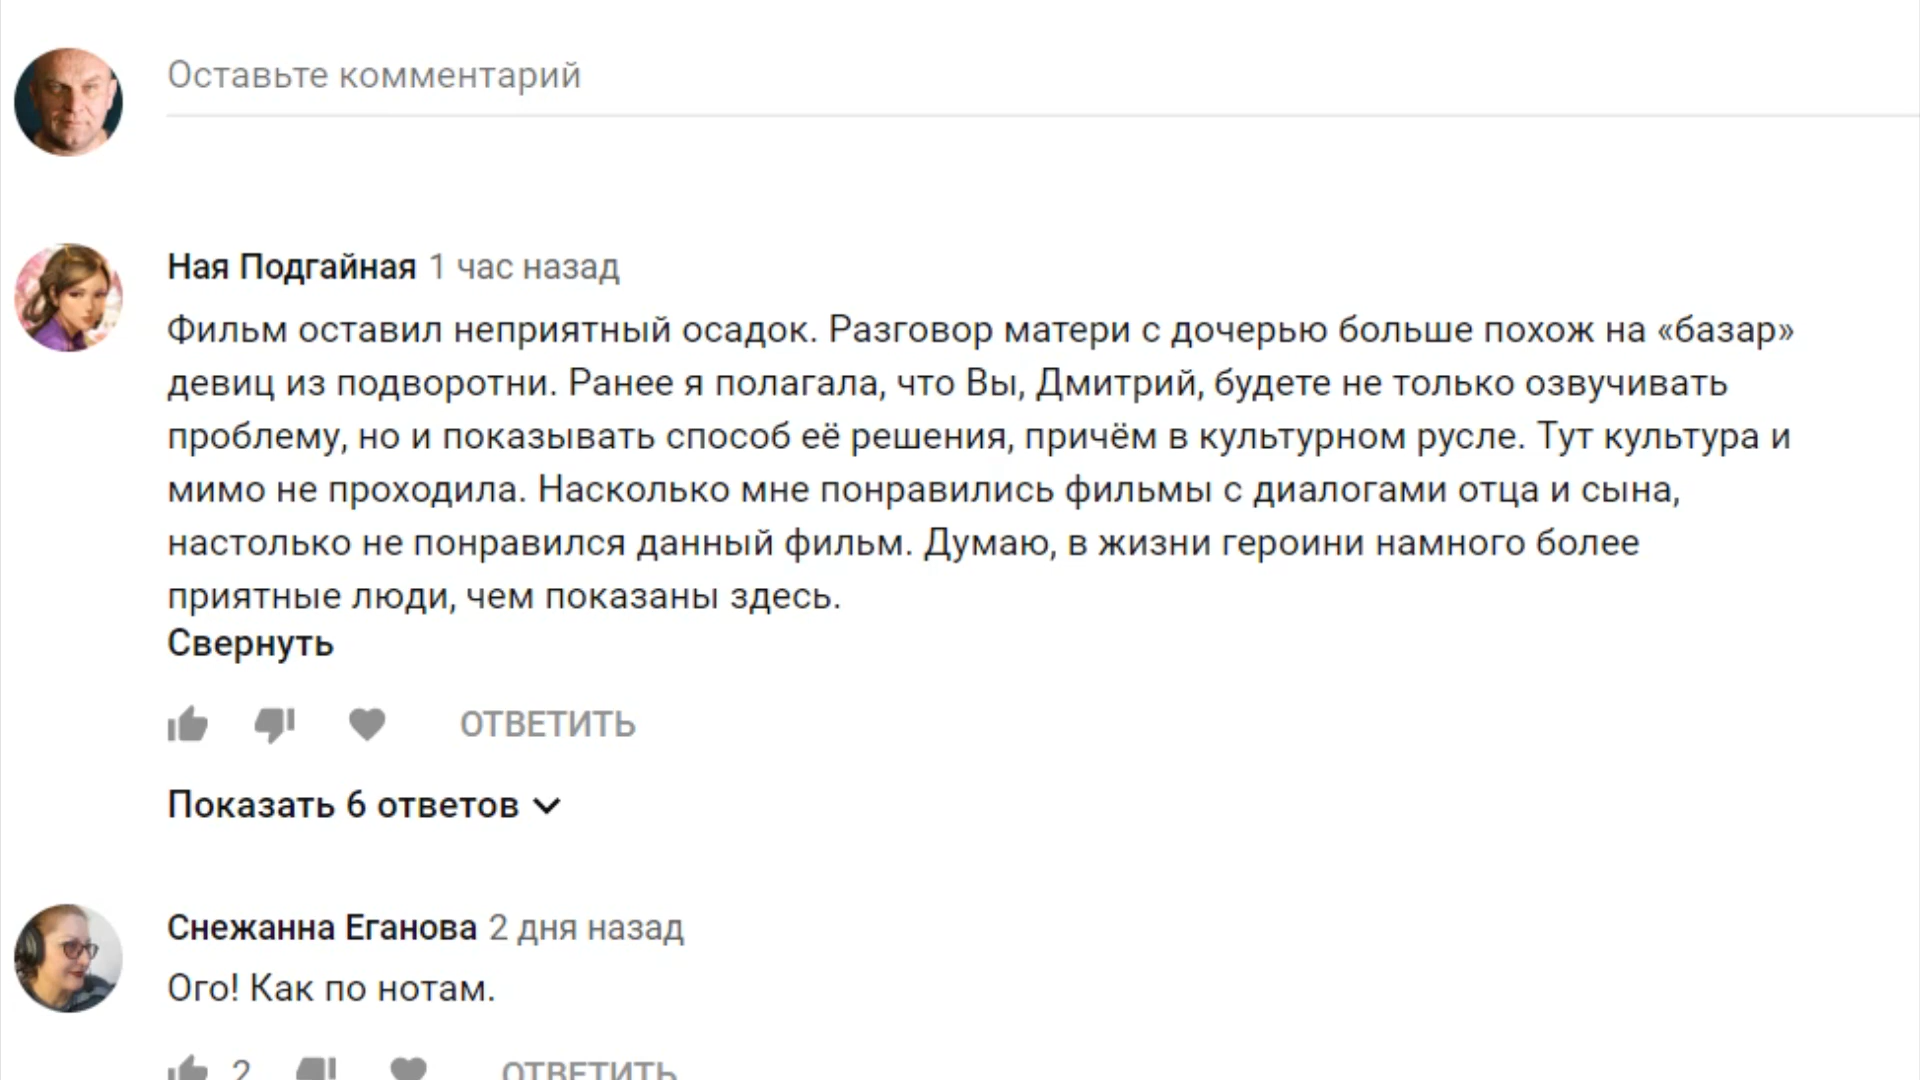 Оставьте комментарий
Ная Подгайная 1 час назад
Фильм оставил неприятный осадок. Разговор матери с дочерью больше похож на «базар»
девиц из подворотни. Ранее я полагала, что Вы, Дмитрий, будете не только озвучивать
проблему, но и показывать способ её решения, причём в культурном русле. Тут культура и
мимо не проходила. Насколько мне понравились фильмы с диалогами отца и сына,
настолько не понравился данный фильм. Думаю, в жизни героини намного более
приятные люди, чем показаны здесь.
Свернуть
ОТВЕТИТЬ
Показать 6 ответов
Снежанна Еганова 2 дня назад
Ого! Как по нотам.
2 ОТВЕТИТЬ